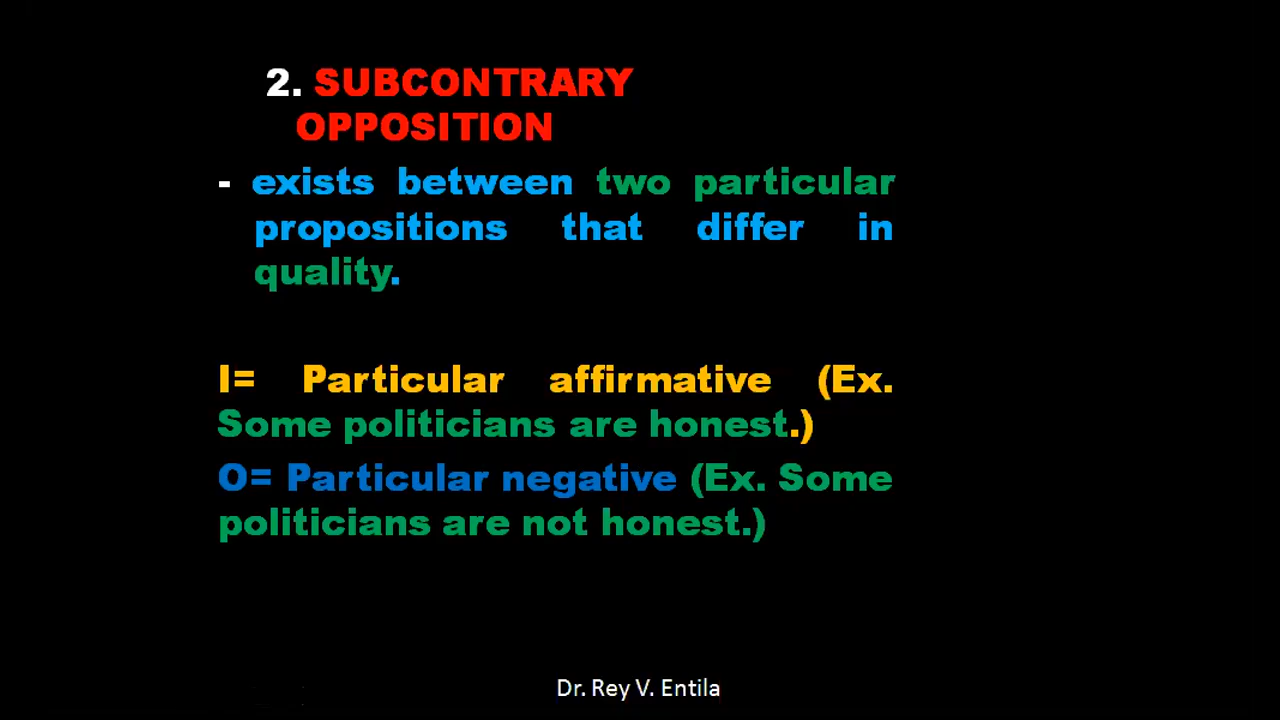 2. SUBCONTRARY
OPPOSITION
- exists between two particular
propositions that differ in
quality.
I= Particular affirmative (Ex.
Some politicians are honest.)
O= Particular negative (Ex. Some
politicians are not honest.)
Dr. Rey V. Entila